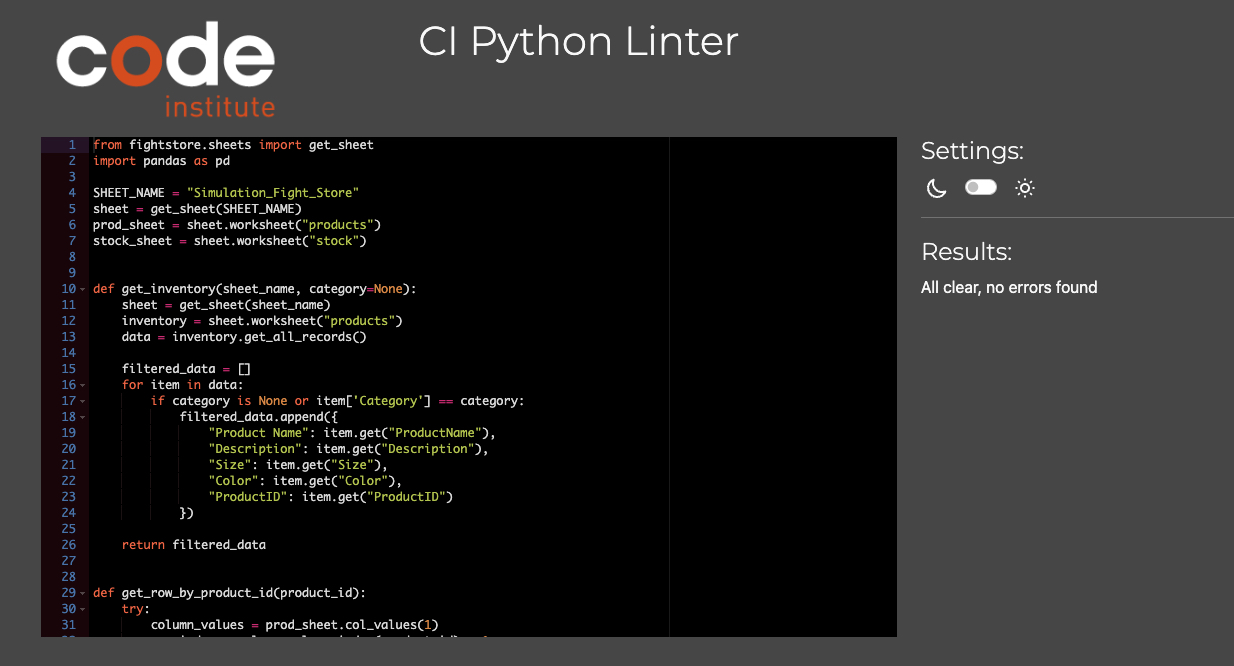 code
institute
CI Python Linter
1 from fightstore.sheets import get_sheet
2 import pandas as pd
3
4 SHEET_NAME = "Simulation_Fight_Store"
5 sheet = get_sheet(SHEET_NAME)
6 prod_sheet = sheet.worksheet("products")
7 stock_sheet = sheet.worksheet("stock")
8
9
10 def get_inventory(sheet_name, category=None):
11     sheet = get_sheet(sheet_name)
12     inventory = sheet.worksheet("products")
13     data = inventory.get_all_records()
14
15     filtered_data = []
16     for item in data:
17         if category is None or item['Category'] == category:
18             filtered_data.append({
19                 "Product Name": item.get("ProductName"),
20                 "Description": item.get("Description"),
21                 "Size": item.get("Size"),
22                 "Color": item.get("Color"),
23                 "ProductID": item.get("ProductID")
24             })
25
26     return filtered_data
27
28
29 def get_row_by_product_id(product_id):
30     try:
31         column_values = prod_sheet.col_values(1)
Settings:
Results:
All clear, no errors found